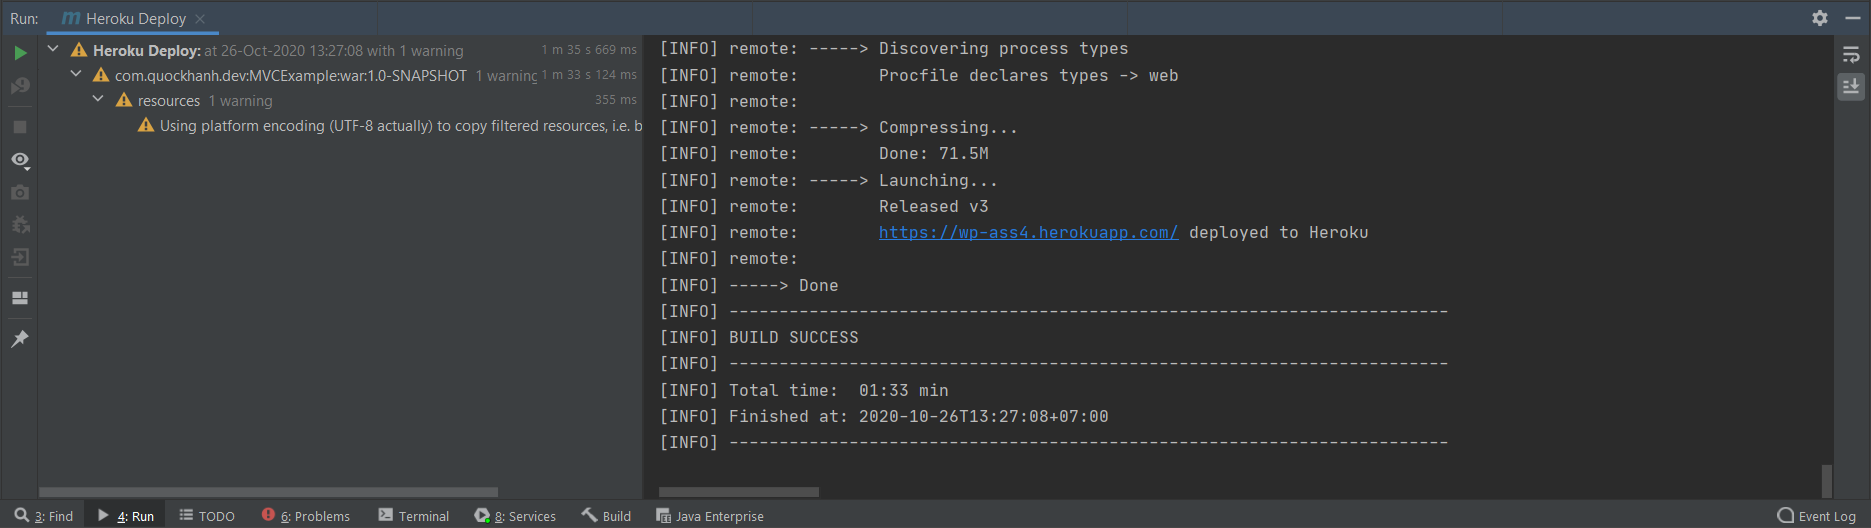 Run: Heroku Deploy
Heroku Deploy: at 26-Oct-2020 13:27:08 with 1 warning 1 m 35 s 669 ms
com.quockhanh.dev:MVCExample:war:1.0-SNAPSHOT 1 warning 1 m 33 s 124 ms
resources 1 warning 355 ms
Using platform encoding (UTF-8 actually) to copy filtered resources, i.e. b
[INFO] remote: -----> Discovering process types
[INFO] remote:        Procfile declares types -> web
[INFO] remote:
[INFO] remote: -----> Compressing...
[INFO] remote:        Done: 71.5M
[INFO] remote: -----> Launching...
[INFO] remote:        Released v3
[INFO] remote:        https://wp-ass4.herokuapp.com/ deployed to Heroku
[INFO] remote:
[INFO] -----> Done
[INFO] ------------------------------------------------------------------------
[INFO] BUILD SUCCESS
[INFO] ------------------------------------------------------------------------
[INFO] Total time:  01:33 min
[INFO] Finished at: 2020-10-26T13:27:08+07:00
[INFO] ------------------------------------------------------------------------
3: Find 4: Run TODO 6: Problems Terminal 8: Services Build Java Enterprise Event Log